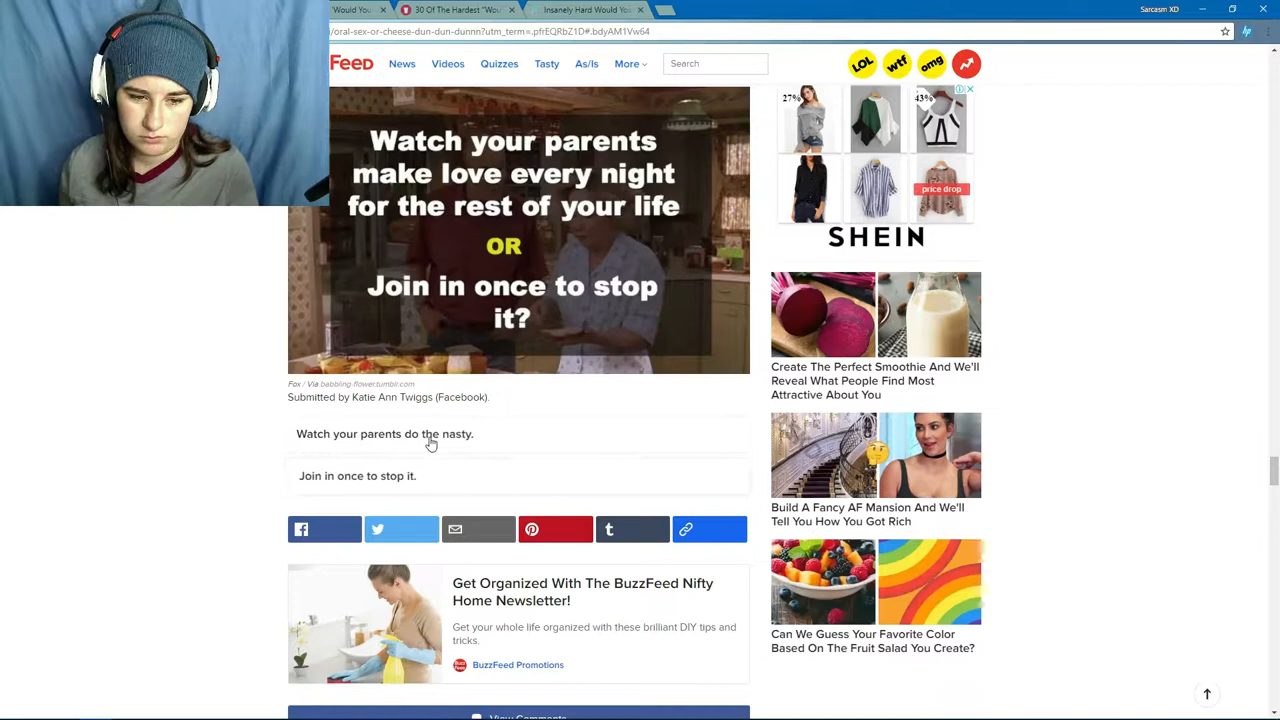 'Would You
30 Of The Hardest "Wou
Insanely Hard Would You
Sarcasm XD
/oral-sex-or-cheese-dun-dun-dunnn?utm_term=.pfrEQRbZ1D#.bdyAM1Vw64
Feed
News
Videos
Quizzes
Tasty
As/Is
More
Search
LOL
wtf
omg
Watch your parents
make love every night
for the rest of your life
OR
Join in once to stop
it?
Fox / Via babbling-flower.tumblr.com
Submitted by Katie Ann Twiggs (Facebook).
Watch your parents do the nasty.
Join in once to stop it.
Get Organized With The BuzzFeed Nifty
Home Newsletter!
Get your whole life organized with these brilliant DIY tips and
tricks.
Buzz
Feed
BuzzFeed Promotions
View Comments
27%
43%
price drop
SHEIN
Create The Perfect Smoothie And We'll
Reveal What People Find Most
Attractive About You
Build A Fancy AF Mansion And We'll
Tell You How You Got Rich
Can We Guess Your Favorite Color
Based On The Fruit Salad You Create?